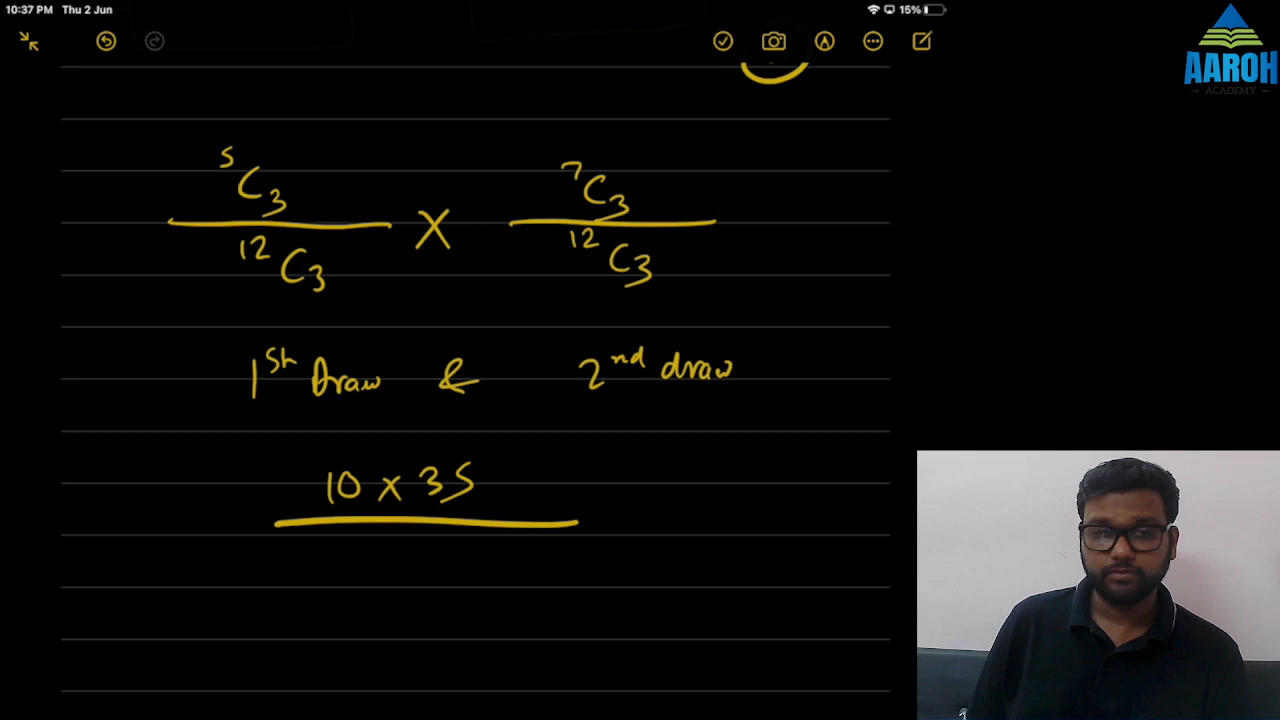 10:37 PM Thu 2 Jun
15%
AAROH
ACADEMY
5C3 × 7C3
12C3 12C3
1st Draw & 2nd draw
10 × 35